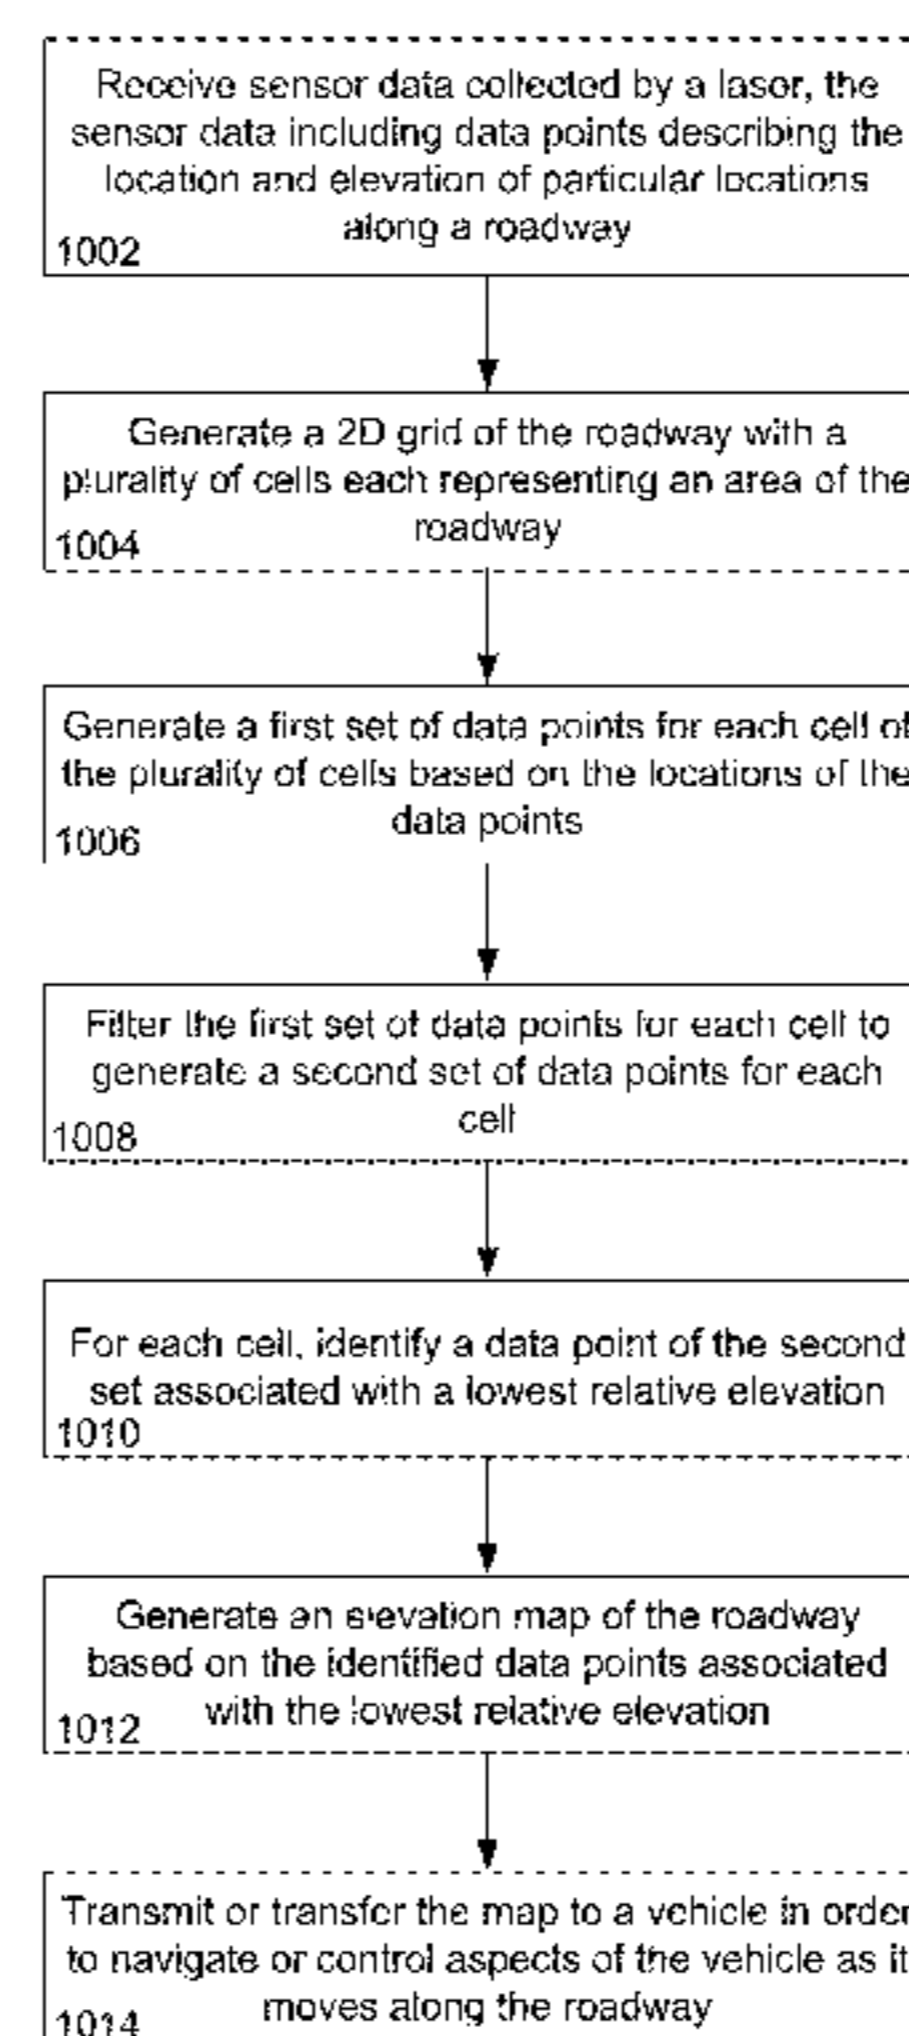 Receive sensor data collected by a laser, the
sensor data including data points describing the
location and elevation of particular locations
along a roadway
1002
Generate a 2D grid of the roadway with a
plurality of cells each representing an area of the
roadway
1004
Generate a first set of data points for each cell of
the plurality of cells based on the locations of the
data points
1006
Filter the first set of data points for each cell to
generate a second set of data points for each
cell
1008
For each cell, identify a data point of the second
set associated with a lowest relative elevation
1010
Generate an elevation map of the roadway
based on the identified data points associated
with the lowest relative elevation
1012
Transmit or transfer the map to a vehicle in order
to navigate or control aspects of the vehicle as it
moves along the roadway
1014